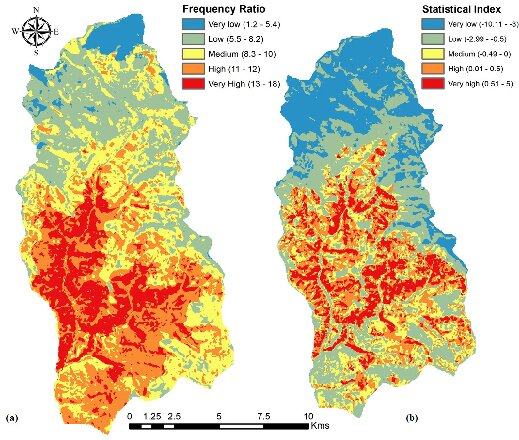 N
W E
S
Frequency Ratio
Very low (1.2 - 5.4)
Low (5.5 - 8.2)
Medium (8.3 - 10)
High (11 - 12)
Very High (13 - 18)
Statistical Index
Very low (-10.11 - -3)
Low (-2.99 - -0.5)
Medium (-0.49 - 0)
High (0.01 - 0.5)
Very high (0.51 - 5)
(a)
(b)
0 1.25 2.5 5 7.5 10
Kms